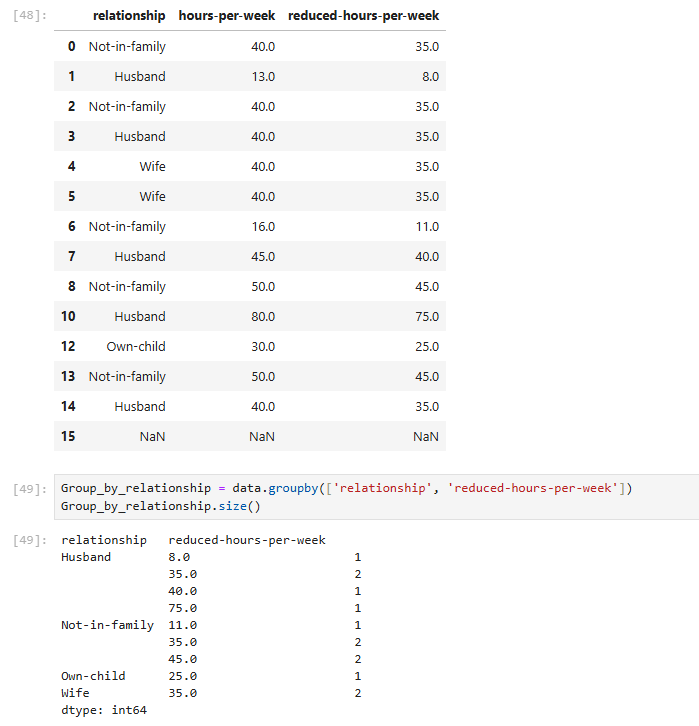 [48]: relationship hours-per-week reduced-hours-per-week
0 Not-in-family 40.0 35.0
1 Husband 13.0 8.0
2 Not-in-family 40.0 35.0
3 Husband 40.0 35.0
4 Wife 40.0 35.0
5 Wife 40.0 35.0
6 Not-in-family 16.0 11.0
7 Husband 45.0 40.0
8 Not-in-family 50.0 45.0
10 Husband 80.0 75.0
12 Own-child 30.0 25.0
13 Not-in-family 50.0 45.0
14 Husband 40.0 35.0
15 NaN NaN NaN
[49]: Group_by_relationship = data.groupby(['relationship', 'reduced-hours-per-week'])
Group_by_relationship.size()
[49]: relationship reduced-hours-per-week
Husband 8.0 1
35.0 2
40.0 1
75.0 1
Not-in-family 11.0 1
35.0 2
45.0 2
Own-child 25.0 1
Wife 35.0 2
dtype: int64